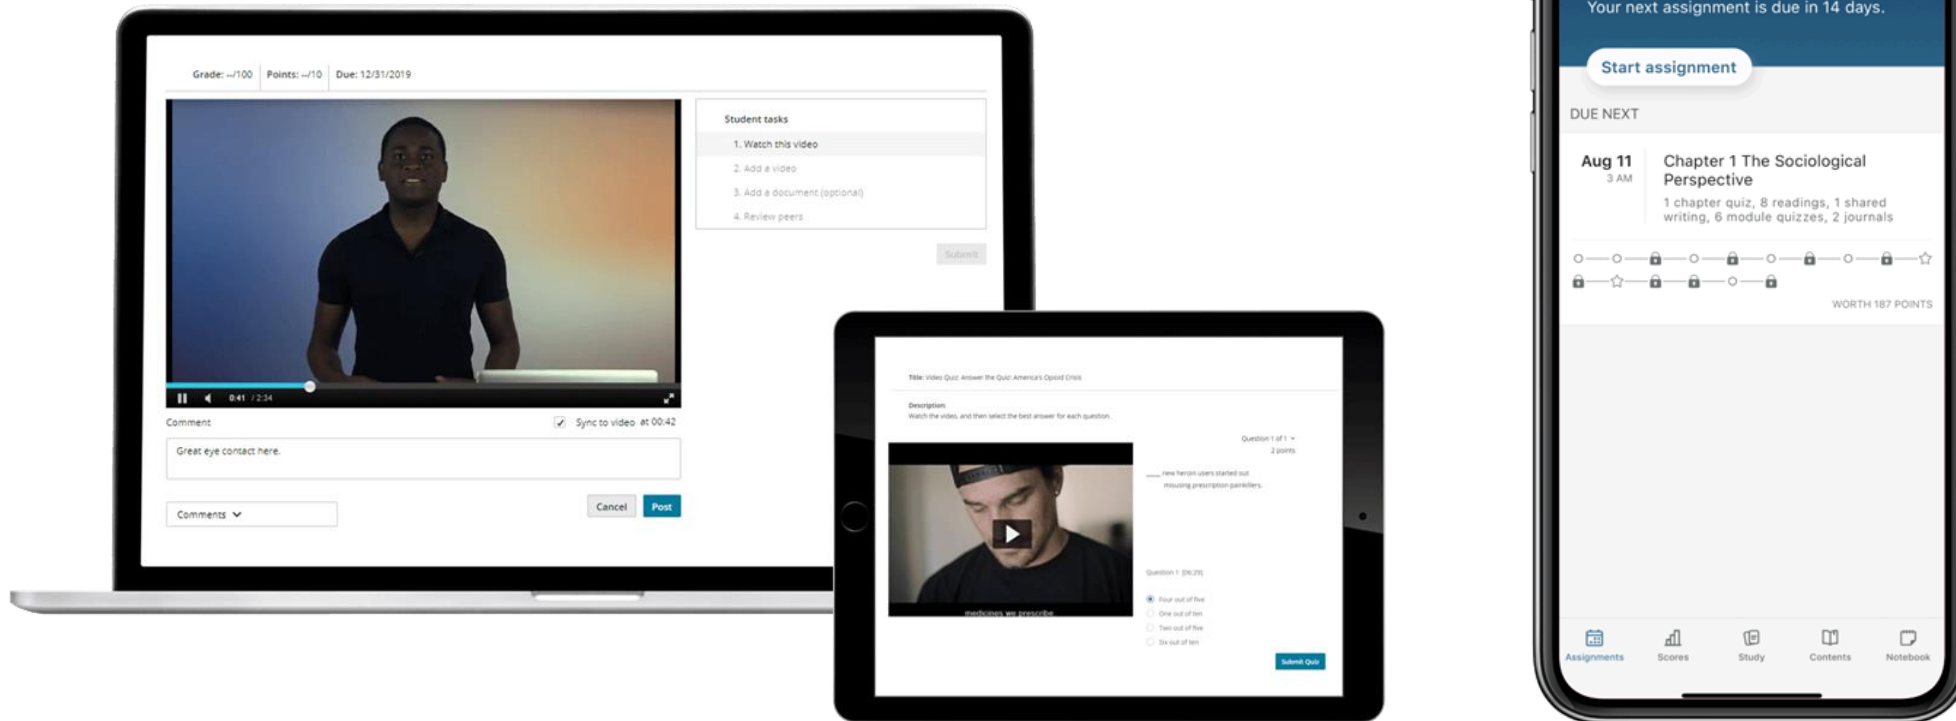 Grade: --/100 Points: --/10 Due: 12/31/2019
Student tasks
1. Watch this video
2. Add a video
3. Add a document (optional)
4. Review peers
Submit
0:41 / 2:34
Comment
Sync to video at 00:42
Great eye contact here.
Cancel
Post
Comments
Title: Video Quiz: Answer the Quiz: America's Opioid Crisis
Description:
Watch the video, and then select the best answer for each question.
Question 1 of 1
2 points
____ new heroin users started out
misusing prescription painkillers.
medicines we prescribe
Question 1 [06:29]
Four out of five
One out of ten
Two out of five
Six out of ten
Submit Quiz
Your next assignment is due in 14 days.
Start assignment
DUE NEXT
Aug 11
3 AM
Chapter 1 The Sociological
Perspective
1 chapter quiz, 8 readings, 1 shared
writing, 6 module quizzes, 2 journals
WORTH 187 POINTS
Assignments
Scores
Study
Contents
Notebook